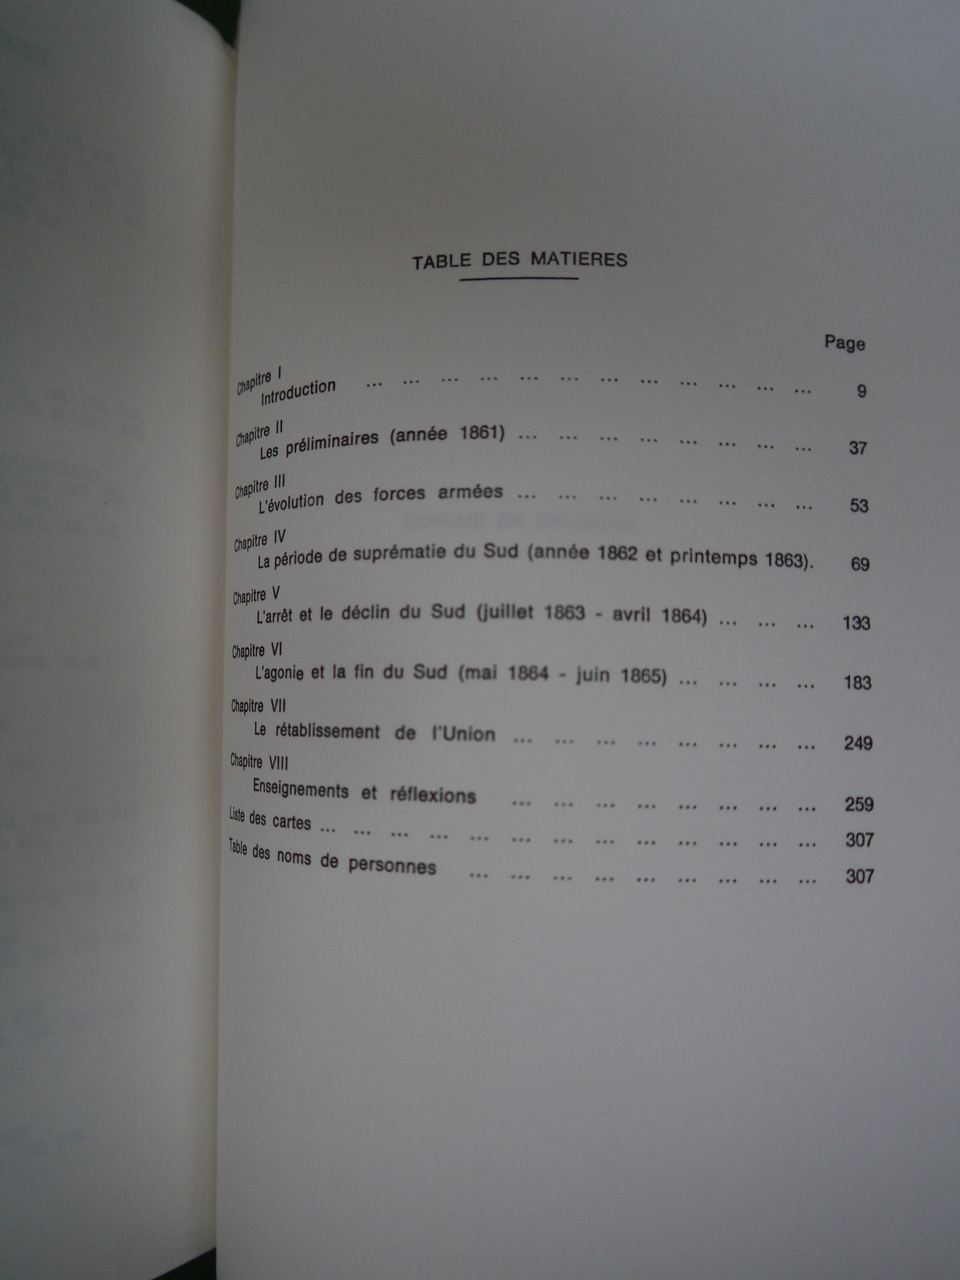 TABLE DES MATIERES
Page
Chapitre I
Introduction ... ... ... ... ... ... ... ... ... ... ... ... 9
Chapitre II
Les préliminaires (année 1861) ... ... ... ... ... ... ... ... 37
Chapitre III
L'évolution des forces armées ... ... ... ... ... ... ... ... 53
Chapitre IV
La période de suprématie du Sud (année 1862 et printemps 1863). 69
Chapitre V
L'arrêt et le déclin du Sud (juillet 1863 - avril 1864) ... ... ... 133
Chapitre VI
L'agonie et la fin du Sud (mai 1864 - juin 1865) ... ... ... ... 183
Chapitre VII
Le rétablissement de l'Union ... ... ... ... ... ... ... ... 249
Chapitre VIII
Enseignements et réflexions ... ... ... ... ... ... ... ... 259
Liste des cartes ... ... ... ... ... ... ... ... ... ... ... ... ... 307
Table des noms de personnes ... ... ... ... ... ... ... ... ... 307